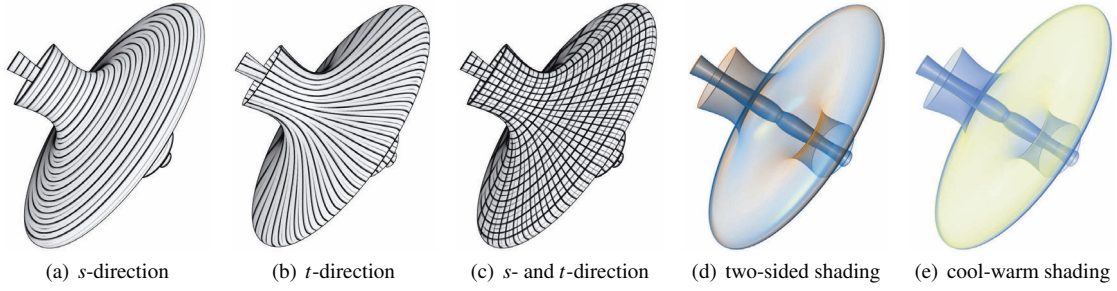 (a) s-direction
(b) t-direction
(c) s- and t-direction
(d) two-sided shading
(e) cool-warm shading